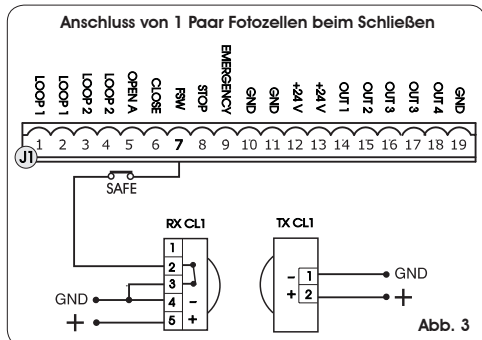 Anschluss von 1 Paar Fotozellen beim Schließen
LOOP 1 LOOP 1 LOOP 2 LOOP 2 OPEN A CLOSE FSW STOP EMERGENCY GND GND +24 V +24 V OUT 1 OUT 2 OUT 3 OUT 3 OUT 4 GND
1 2 3 4 5 6 7 8 9 10 11 12 13 14 15 16 17 18 19
J1
SAFE
RX CL1 TX CL1
1
2
3
GND 4 −
+ 5 +
− 1 GND
+ 2 +
Abb. 3